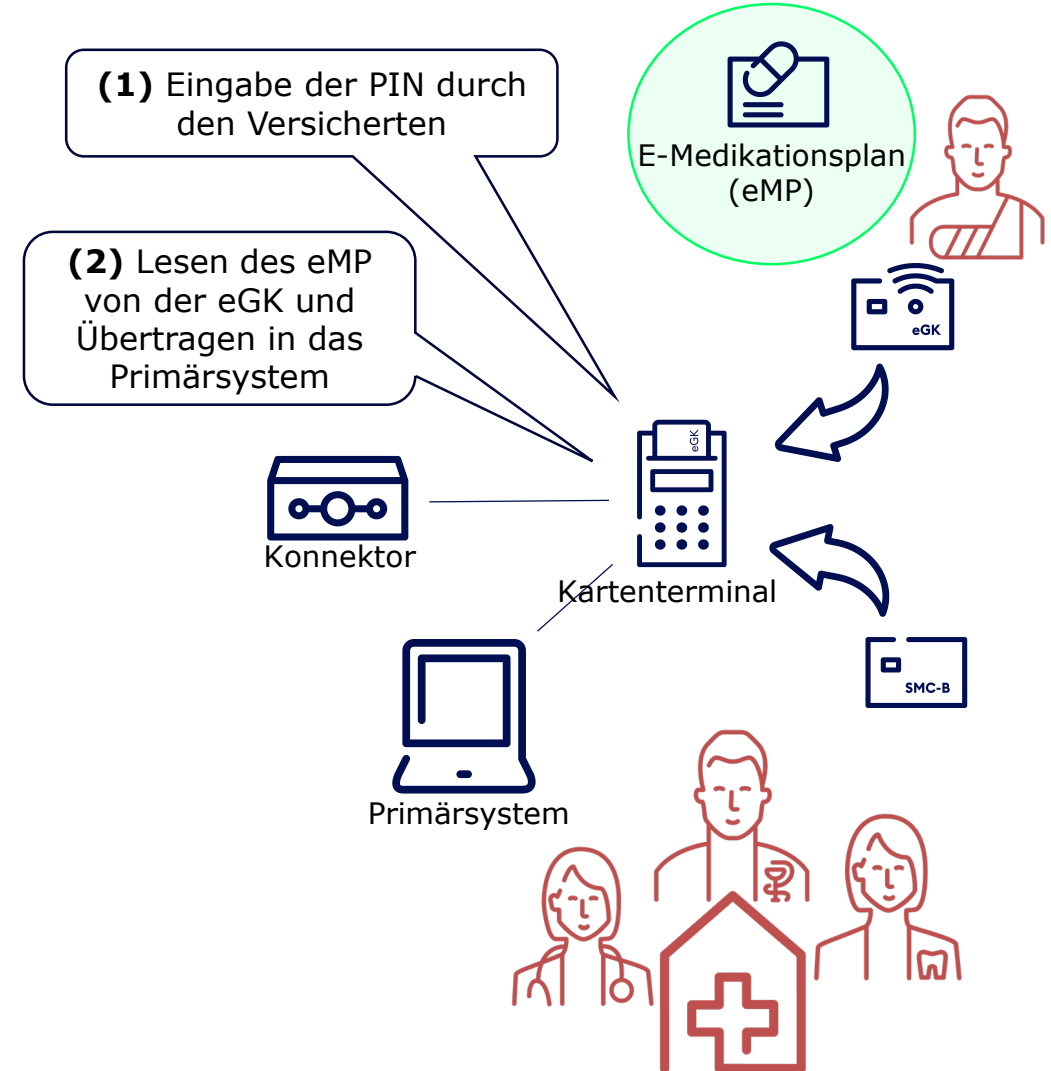 (1) Eingabe der PIN durch
den Versicherten
E-Medikationsplan
(eMP)
(2) Lesen des eMP
von der eGK und
Übertragen in das
Primärsystem
eGK
eGK
Konnektor
Kartenterminal
SMC-B
Primärsystem